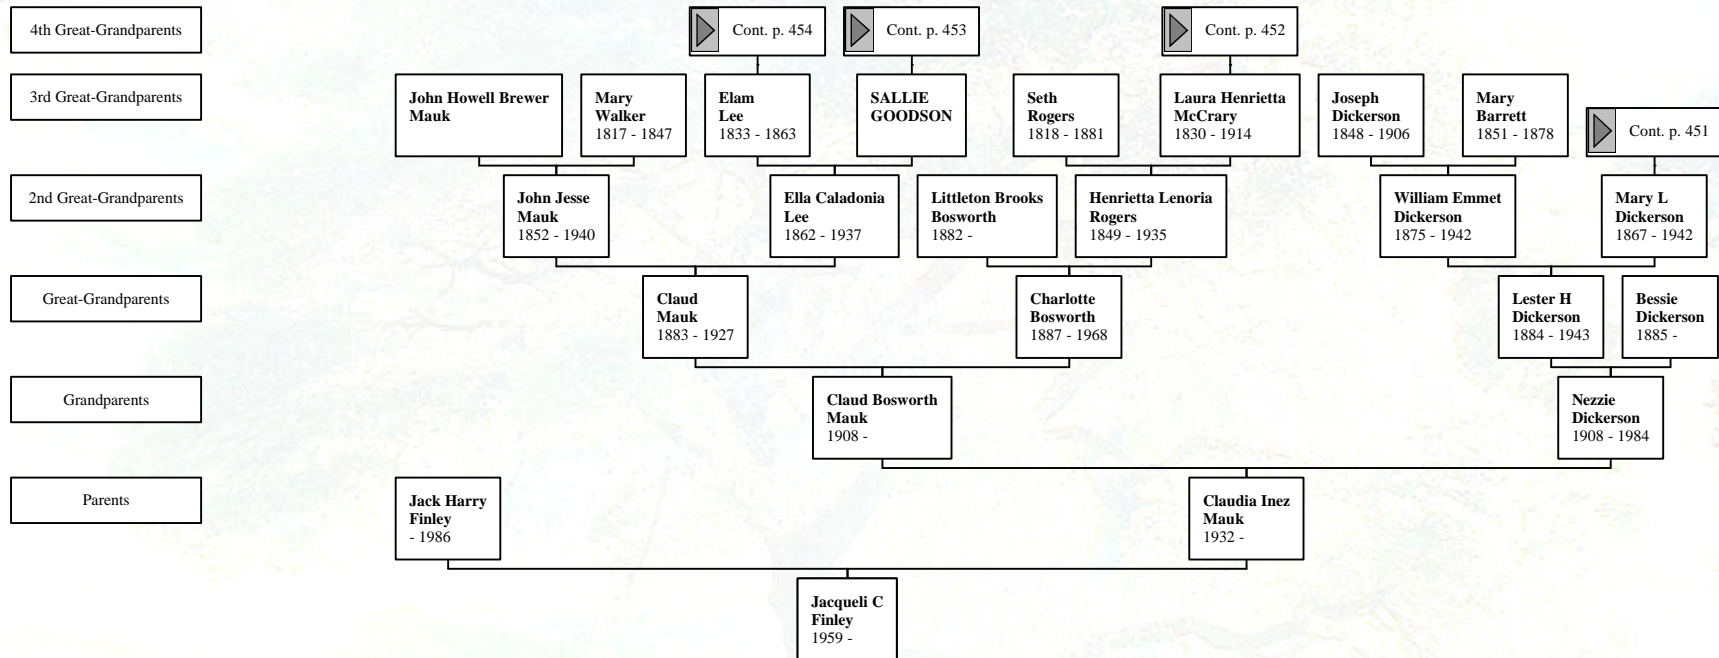 4th Great-Grandparents
Cont. p. 454
Cont. p. 453
Cont. p. 452
3rd Great-Grandparents
John Howell Brewer
Mauk
Mary
Walker
1817 - 1847
Elam
Lee
1833 - 1863
SALLIE
GOODSON
Seth
Rogers
1818 - 1881
Laura Henrietta
McCrary
1830 - 1914
Joseph
Dickerson
1848 - 1906
Mary
Barrett
1851 - 1878
Cont. p. 451
2nd Great-Grandparents
John Jesse
Mauk
1852 - 1940
Ella Caladonia
Lee
1862 - 1937
Littleton Brooks
Bosworth
1882 -
Henrietta Lenoria
Rogers
1849 - 1935
William Emmet
Dickerson
1875 - 1942
Mary L
Dickerson
1867 - 1942
Great-Grandparents
Claud
Mauk
1883 - 1927
Charlotte
Bosworth
1887 - 1968
Lester H
Dickerson
1884 - 1943
Bessie
Dickerson
1885 -
Grandparents
Claud Bosworth
Mauk
1908 -
Nezzie
Dickerson
1908 - 1984
Parents
Jack Harry
Finley
- 1986
Claudia Inez
Mauk
1932 -
Jacqueli C
Finley
1959 -